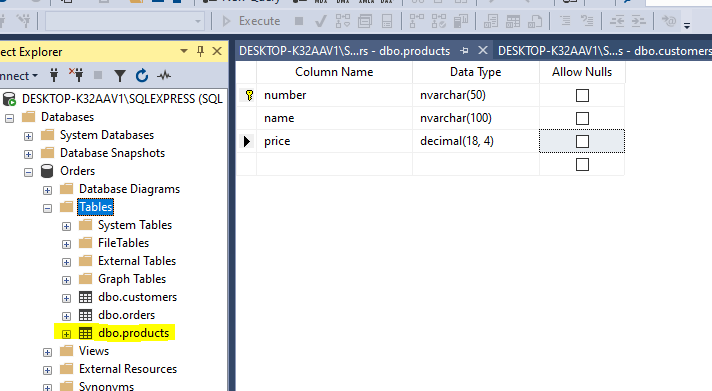 Execute
DESKTOP-K32AAV1\S...rs - dbo.products
DESKTOP-K32AAV1\S...s - dbo.customers
ect Explorer
nnect
DESKTOP-K32AAV1\SQLEXPRESS (SQL
Databases
System Databases
Database Snapshots
Orders
Database Diagrams
Tables
System Tables
FileTables
External Tables
Graph Tables
dbo.customers
dbo.orders
dbo.products
Views
External Resources
Synonyms
Column Name Data Type Allow Nulls
number nvarchar(50)
name nvarchar(100)
price decimal(18, 4)